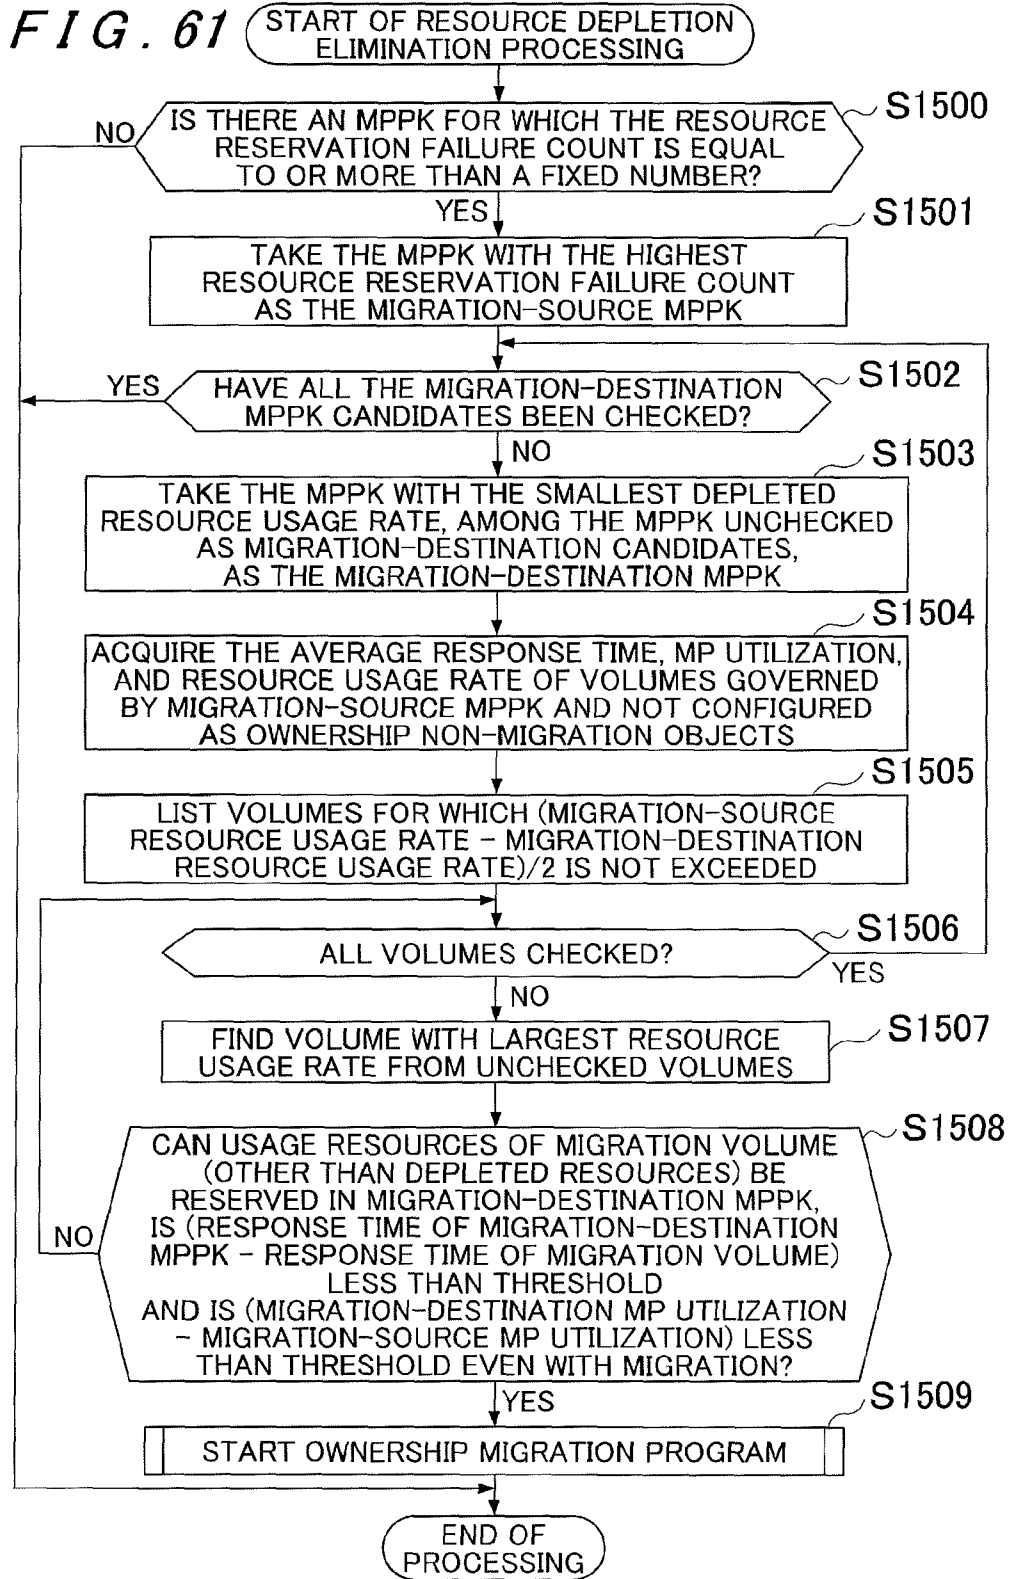 FIG. 61
START OF RESOURCE DEPLETION
ELIMINATION PROCESSING
S1500
NO
IS THERE AN MPPK FOR WHICH THE RESOURCE
RESERVATION FAILURE COUNT IS EQUAL
TO OR MORE THAN A FIXED NUMBER?
YES
S1501
TAKE THE MPPK WITH THE HIGHEST
RESOURCE RESERVATION FAILURE COUNT
AS THE MIGRATION-SOURCE MPPK
YES
S1502
HAVE ALL THE MIGRATION-DESTINATION
MPPK CANDIDATES BEEN CHECKED?
NO
S1503
TAKE THE MPPK WITH THE SMALLEST DEPLETED
RESOURCE USAGE RATE, AMONG THE MPPK UNCHECKED
AS MIGRATION-DESTINATION CANDIDATES,
AS THE MIGRATION-DESTINATION MPPK
S1504
ACQUIRE THE AVERAGE RESPONSE TIME, MP UTILIZATION,
AND RESOURCE USAGE RATE OF VOLUMES GOVERNED
BY MIGRATION-SOURCE MPPK AND NOT CONFIGURED
AS OWNERSHIP NON-MIGRATION OBJECTS
S1505
LIST VOLUMES FOR WHICH (MIGRATION-SOURCE
RESOURCE USAGE RATE - MIGRATION-DESTINATION
RESOURCE USAGE RATE)/2 IS NOT EXCEEDED
S1506
ALL VOLUMES CHECKED?
YES
NO
S1507
FIND VOLUME WITH LARGEST RESOURCE
USAGE RATE FROM UNCHECKED VOLUMES
S1508
CAN USAGE RESOURCES OF MIGRATION VOLUME
(OTHER THAN DEPLETED RESOURCES) BE
RESERVED IN MIGRATION-DESTINATION MPPK,
IS (RESPONSE TIME OF MIGRATION-DESTINATION
NO
MPPK - RESPONSE TIME OF MIGRATION VOLUME)
LESS THAN THRESHOLD
AND IS (MIGRATION-DESTINATION MP UTILIZATION
- MIGRATION-SOURCE MP UTILIZATION) LESS
THAN THRESHOLD EVEN WITH MIGRATION?
YES
S1509
START OWNERSHIP MIGRATION PROGRAM
END OF
PROCESSING